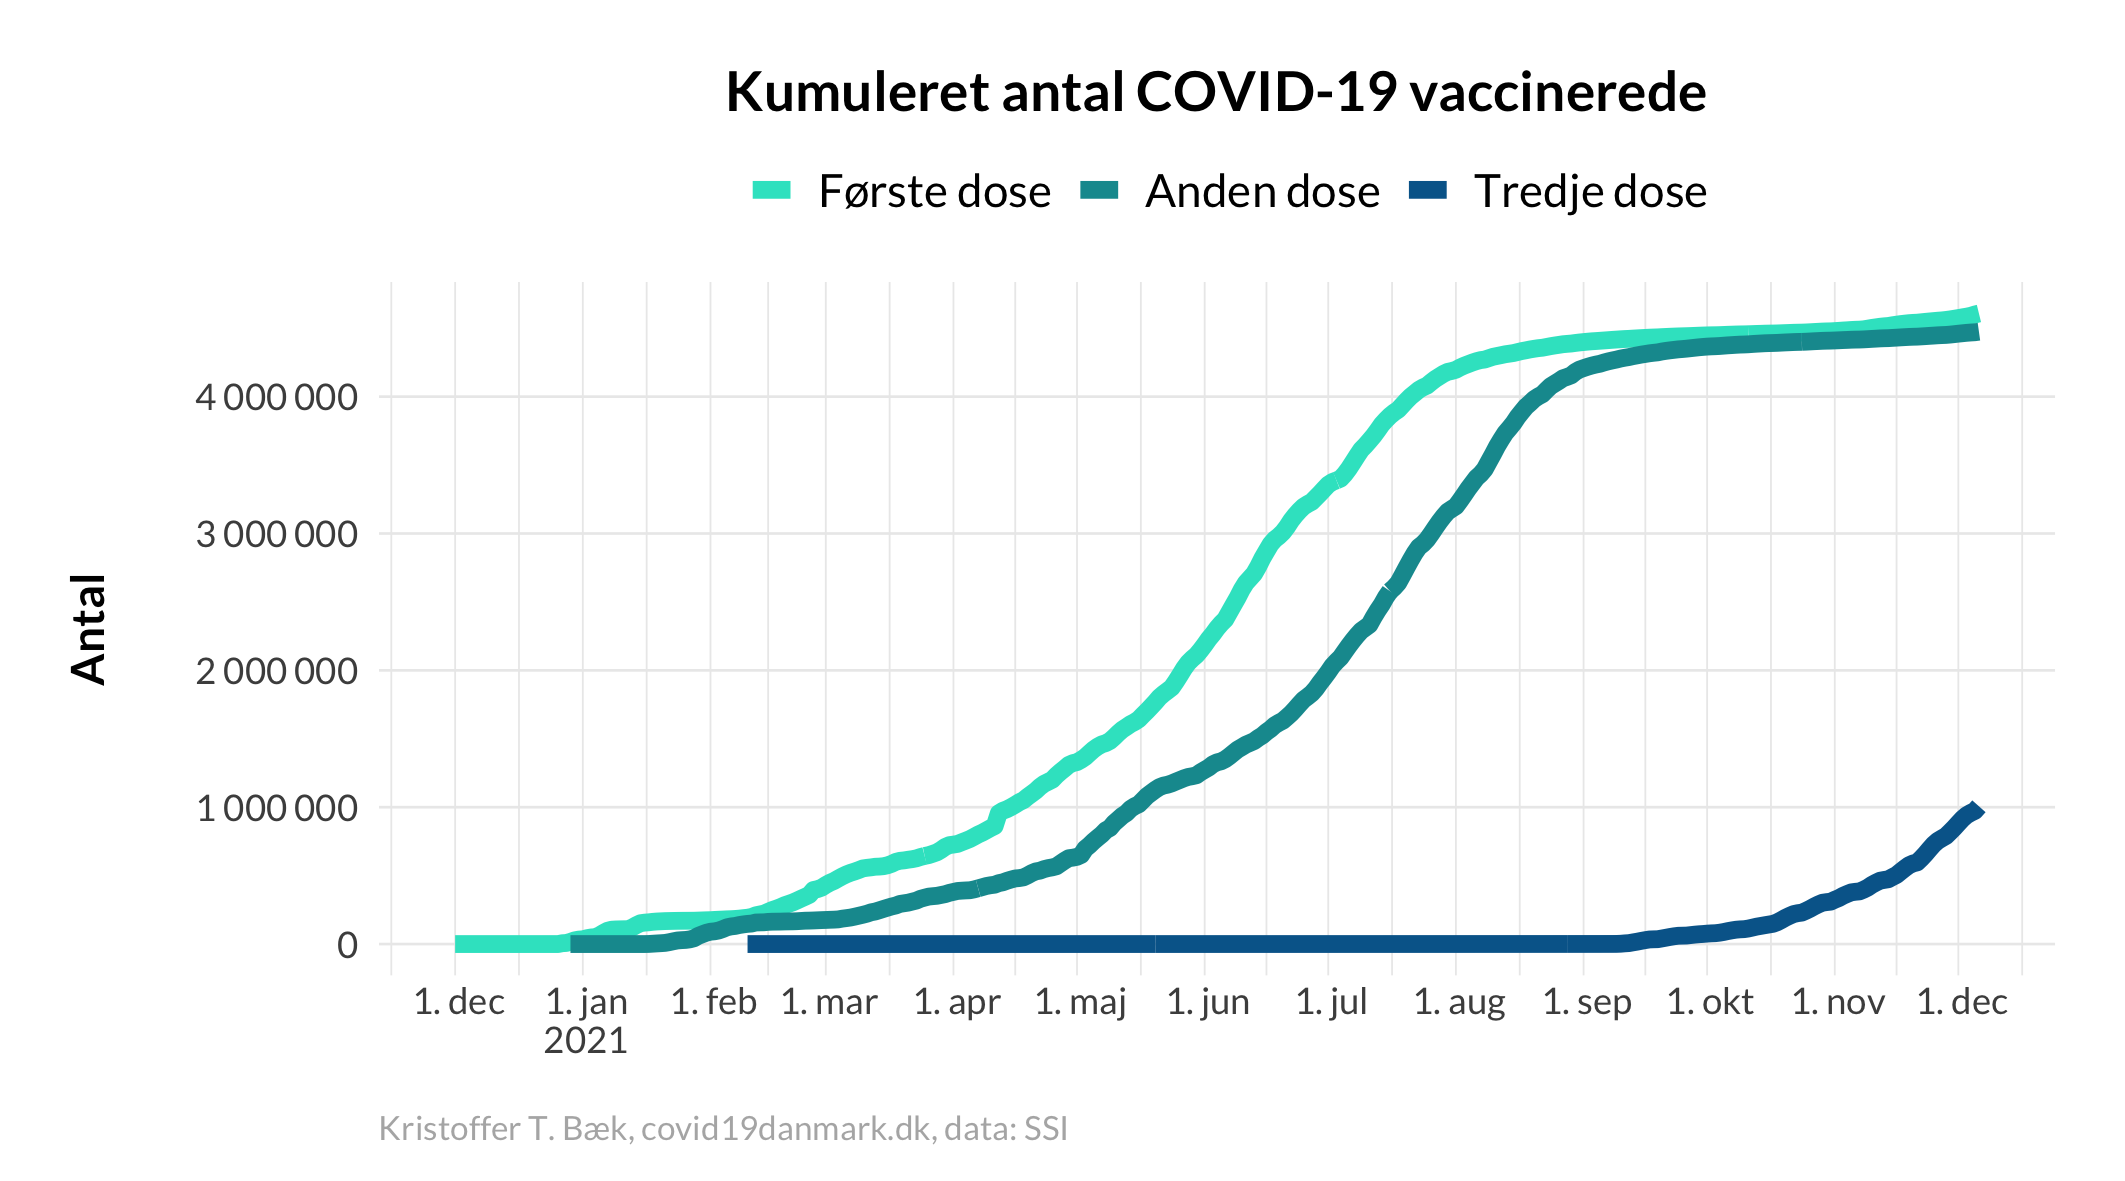 Kumuleret antal COVID-19 vaccinerede
Første dose Anden dose Tredje dose
Antal
4 000 000
3 000 000
2 000 000
1 000 000
0
1. dec 1. jan 1. feb 1. mar 1. apr 1. maj 1. jun 1. jul 1. aug 1. sep 1. okt 1. nov 1. dec
2021
Kristoffer T. Bæk, covid19danmark.dk, data: SSI